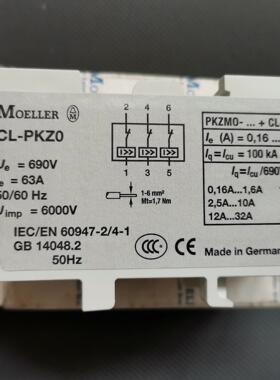 MOELLER
CL-PKZ0
Ue = 690V
Ie = 63A
50/60 Hz
Uimp = 6000V
2 4 6
I>> I>> I>>
1 3 5
1-6 mm²
Mt=1,7 Nm
IEC/EN 60947-2/4-1
GB 14048.2
50Hz
CCC
PKZM0-... + CL
Ie (A) = 0,16 ...
Iq = Icu = 100 kA
Iq = Icu/690V
0,16A...1,6A
2,5A...10A
12A...32A
Made in German